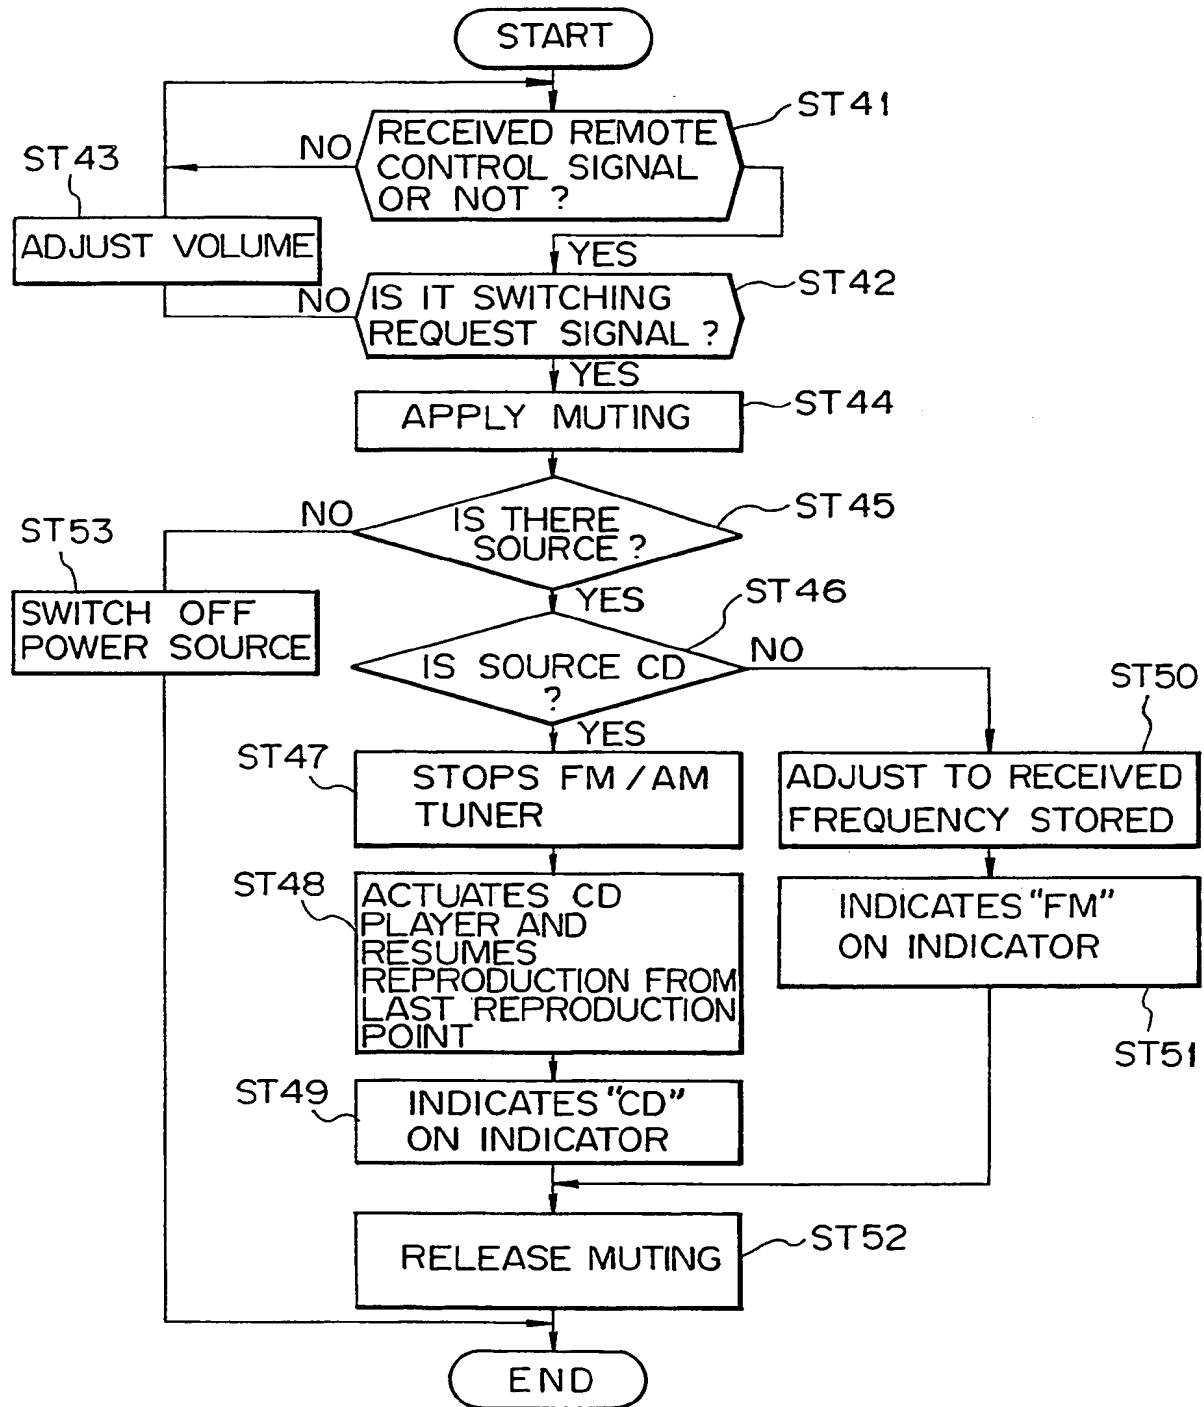 START
ST41
RECEIVED REMOTE
CONTROL SIGNAL
OR NOT ?
NO
ST43
ADJUST VOLUME
YES
ST42
IS IT SWITCHING
REQUEST SIGNAL ?
NO
YES
ST44
APPLY MUTING
ST45
IS THERE
SOURCE ?
NO
ST53
SWITCH OFF
POWER SOURCE
YES
ST46
IS SOURCE CD
?
NO
YES
ST47
STOPS FM / AM
TUNER
ST50
ADJUST TO RECEIVED
FREQUENCY STORED
ST48
ACTUATES CD
PLAYER AND
RESUMES
REPRODUCTION FROM
LAST REPRODUCTION
POINT
INDICATES "FM"
ON INDICATOR
ST51
ST49
INDICATES "CD"
ON INDICATOR
RELEASE MUTING
ST52
END